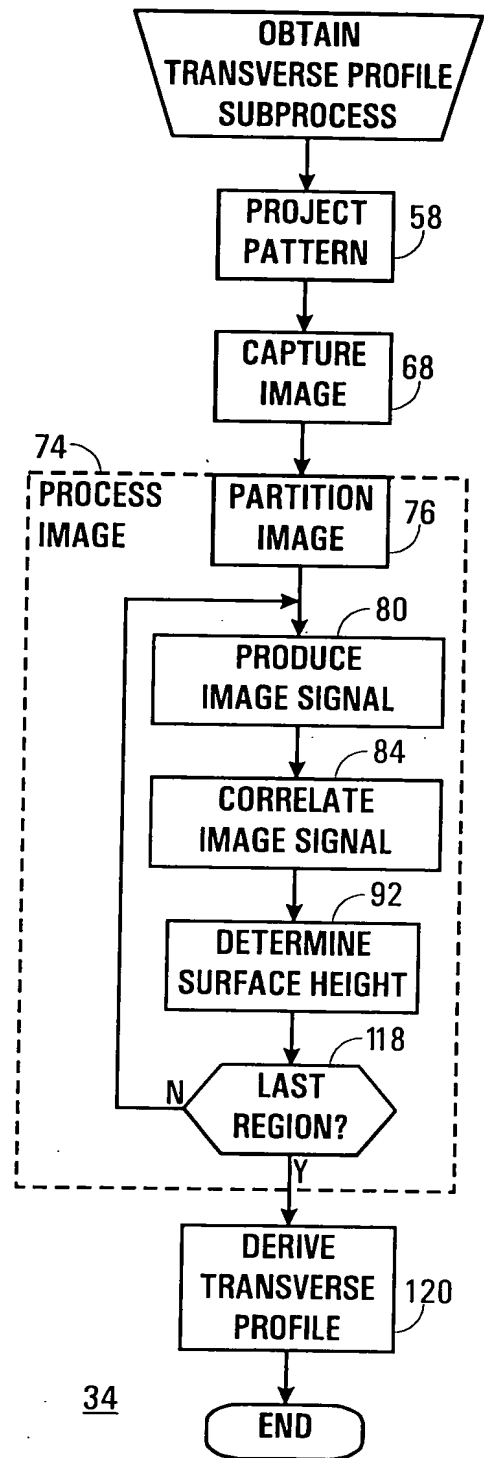 OBTAIN
TRANSVERSE PROFILE
SUBPROCESS
PROJECT
PATTERN
58
CAPTURE
IMAGE
68
74
PROCESS
IMAGE
PARTITION
IMAGE
76
80
PRODUCE
IMAGE SIGNAL
84
CORRELATE
IMAGE SIGNAL
92
DETERMINE
SURFACE HEIGHT
118
LAST
REGION?
N
Y
DERIVE
TRANSVERSE
PROFILE
120
34
END